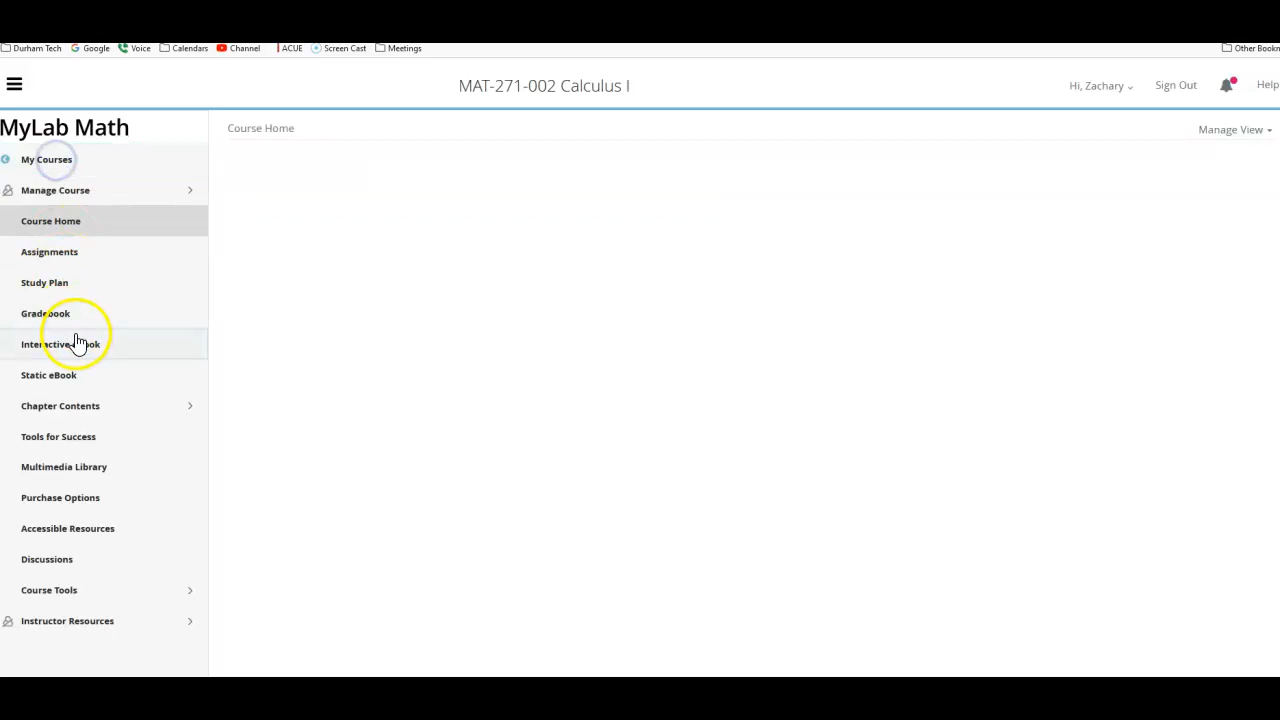 Durham Tech Google Voice Calendars Channel ACUE Screen Cast Meetings Other
MAT-271-002 Calculus I Hi, Zachary Sign Out Help
MyLab Math
Course Home Manage View
My Courses
Manage Course
Course Home
Assignments
Study Plan
Gradebook
Interactive
Static eBook
Chapter Contents
Tools for Success
Multimedia Library
Purchase Options
Accessible Resources
Discussions
Course Tools
Instructor Resources